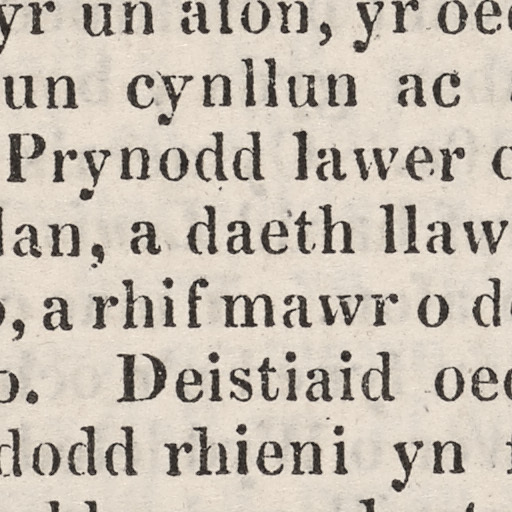 yr un afon, yr oed
un cynllun ac
Prynodd lawer o
lan, a daeth llaw
o, a rhif mawr o d
o. Deistiaid oed
dodd rhieni yn